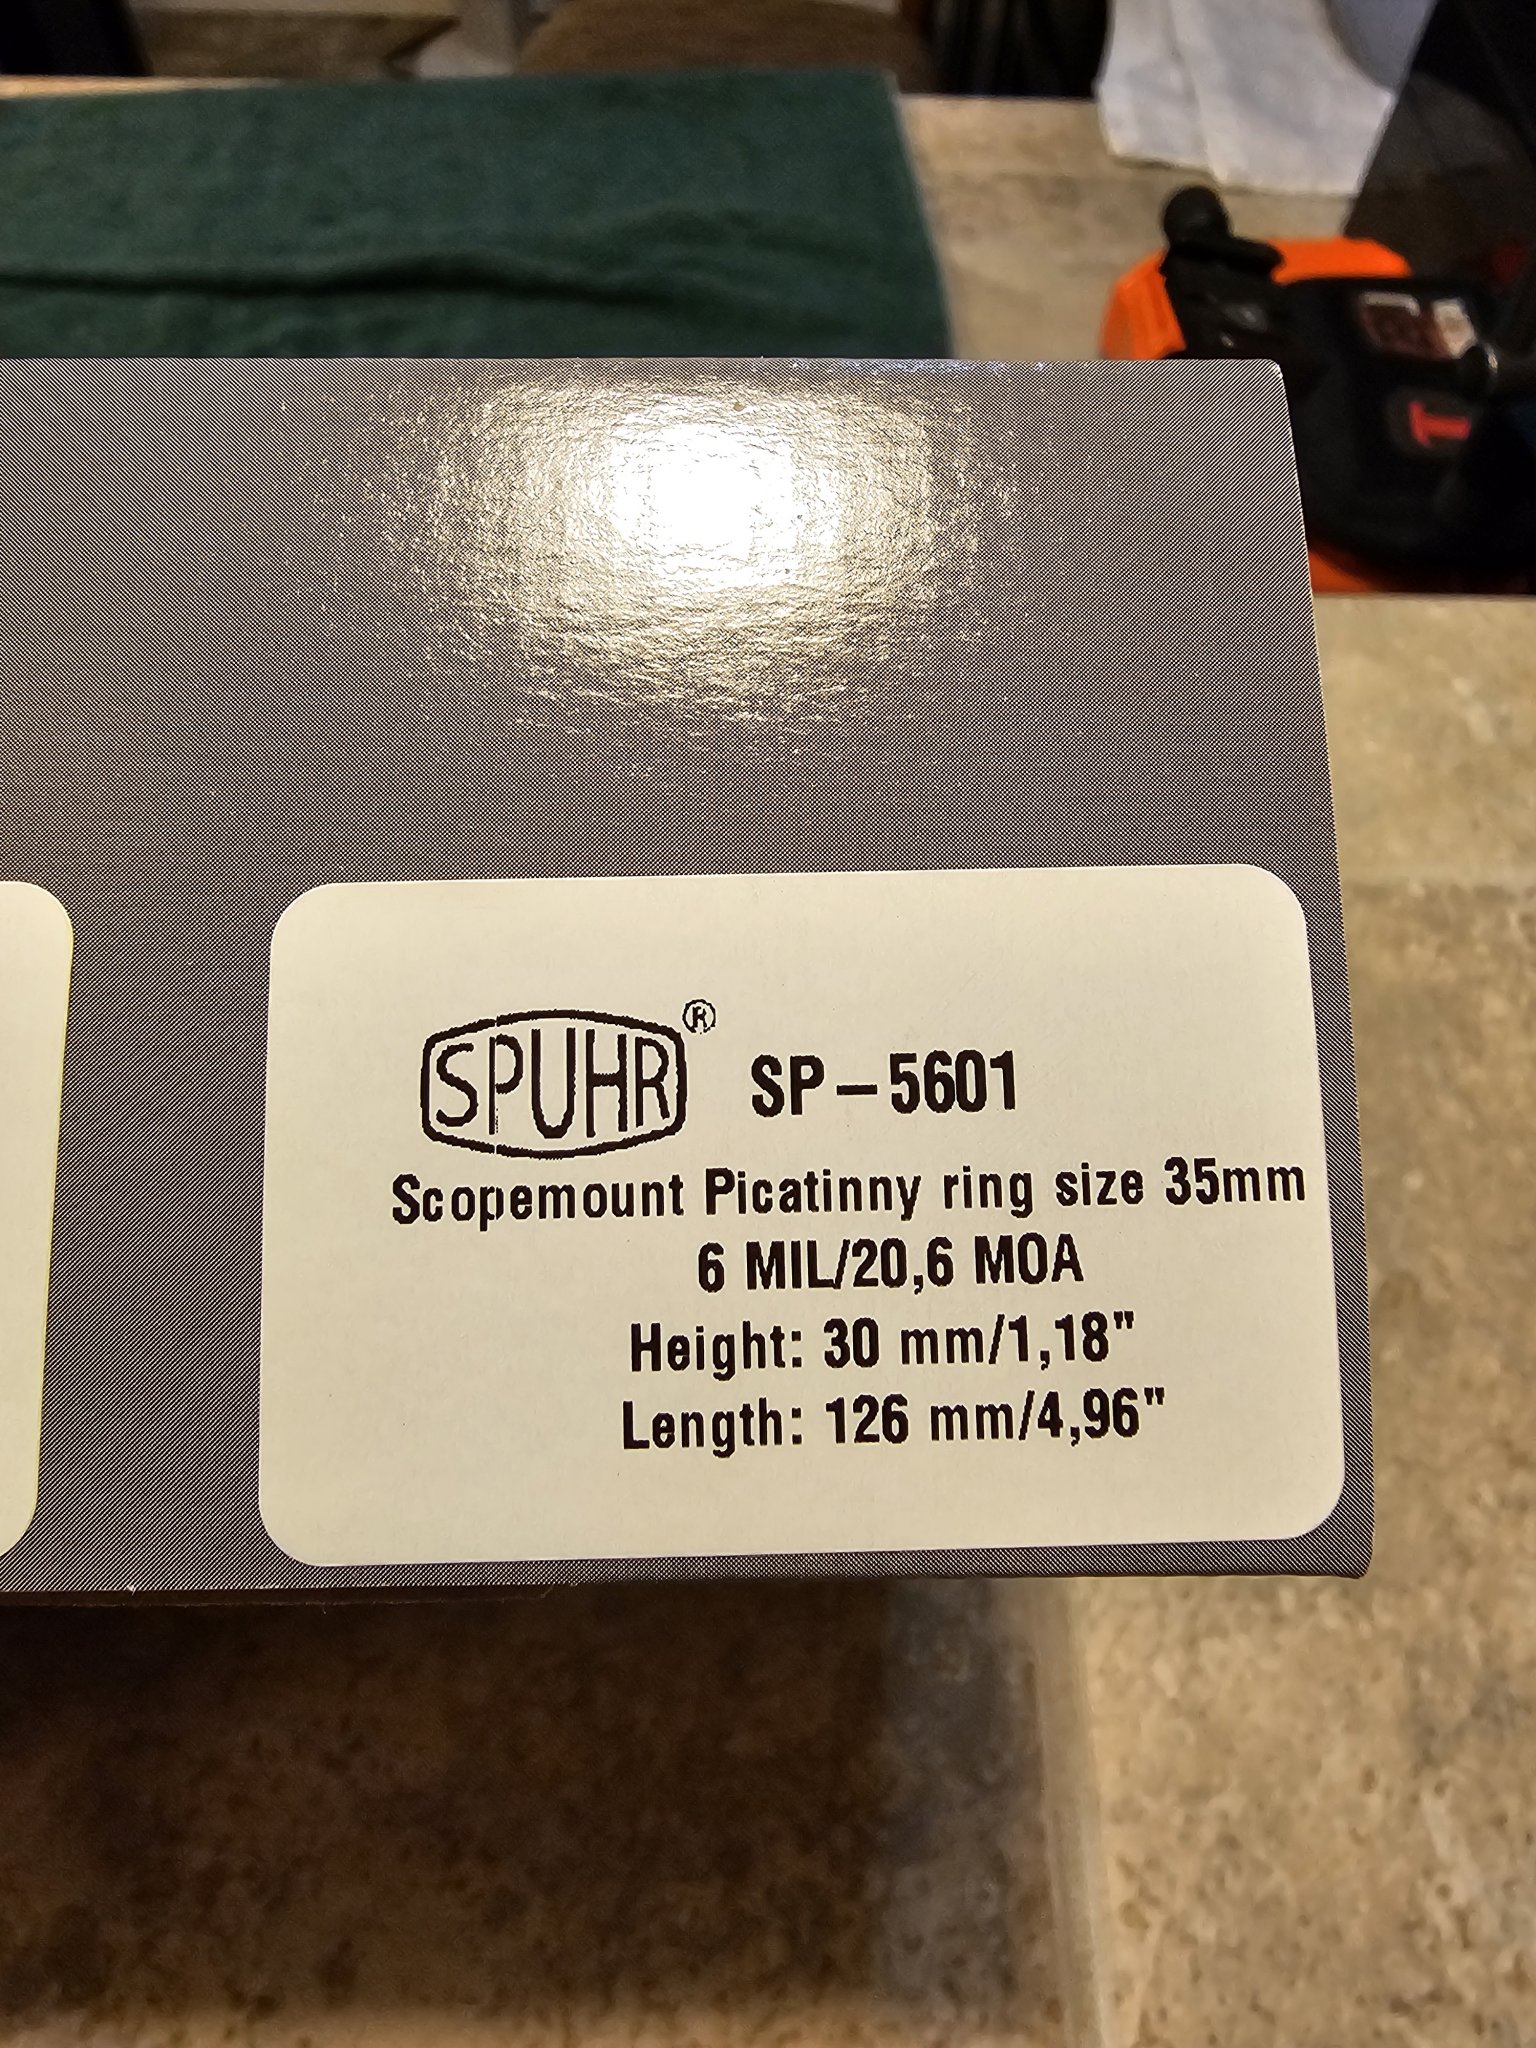 SPUHR® SP-5601
Scopemount Picatinny ring size 35mm
6 MIL/20,6 MOA
Height: 30 mm/1,18"
Length: 126 mm/4,96"